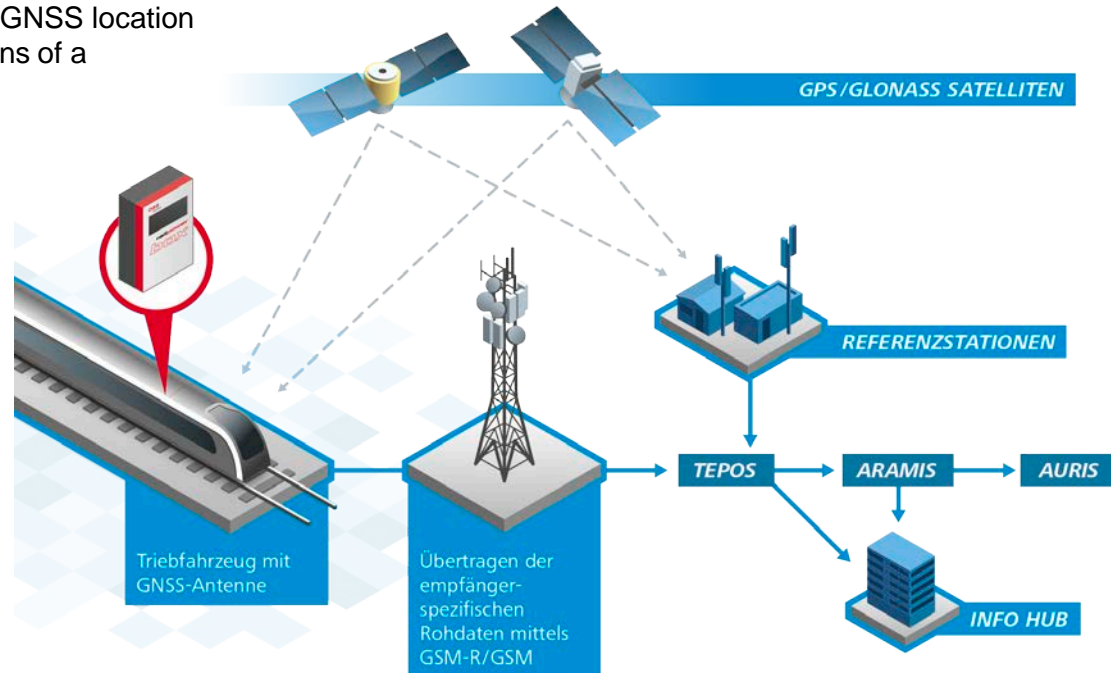 GNSS location
ns of a
GPS/GLONASS SATELLITEN
REFERENZSTATIONEN
TEPOS
ARAMIS
AURIS
Triebfahrzeug mit
GNSS-Antenne
Übertragen der
empfänger-
spezifischen
Rohdaten mittels
GSM-R/GSM
INFO HUB